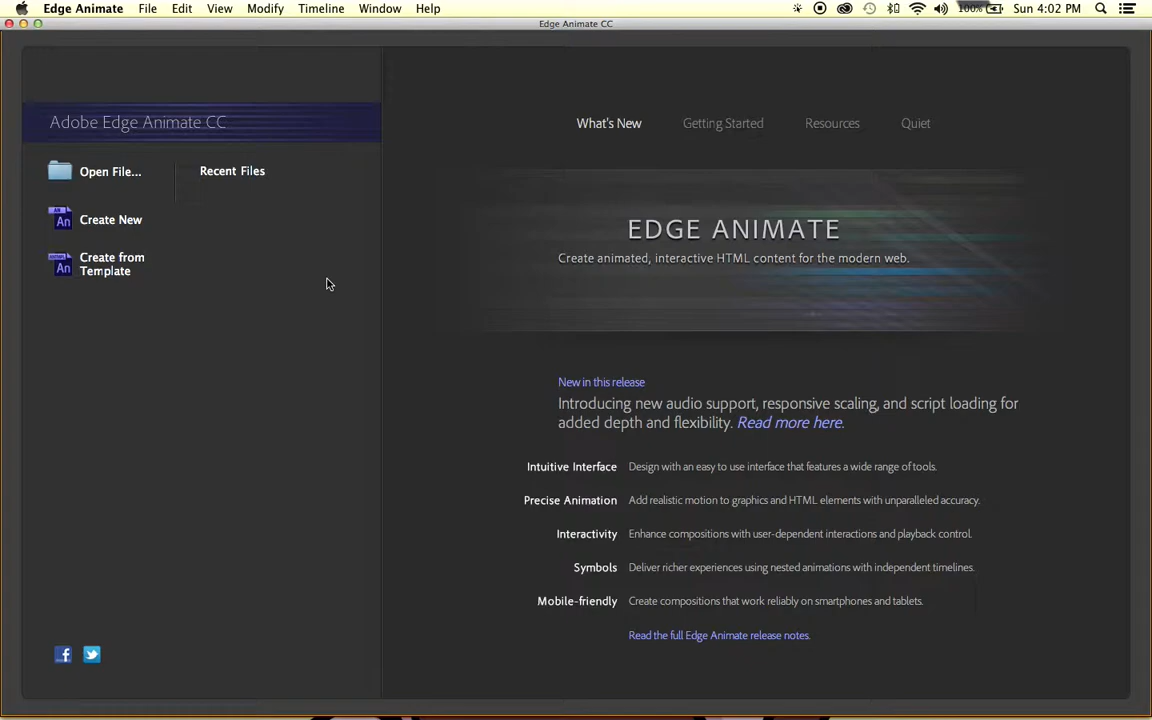 Edge Animate File Edit View Modify Timeline Window Help 100% Sun 4:02 PM
Edge Animate CC
Adobe Edge Animate CC
Open File...
Recent Files
An
Create New
An
Create from
Template
What's New Getting Started Resources Quiet
EDGE ANIMATE
Create animated, interactive HTML content for the modern web.
New in this release
Introducing new audio support, responsive scaling, and script loading for
added depth and flexibility. Read more here.
Intuitive Interface Design with an easy to use interface that features a wide range of tools.
Precise Animation Add realistic motion to graphics and HTML elements with unparalleled accuracy.
Interactivity Enhance compositions with user-dependent interactions and playback control.
Symbols Deliver richer experiences using nested animations with independent timelines.
Mobile-friendly Create compositions that work reliably on smartphones and tablets.
Read the full Edge Animate release notes.